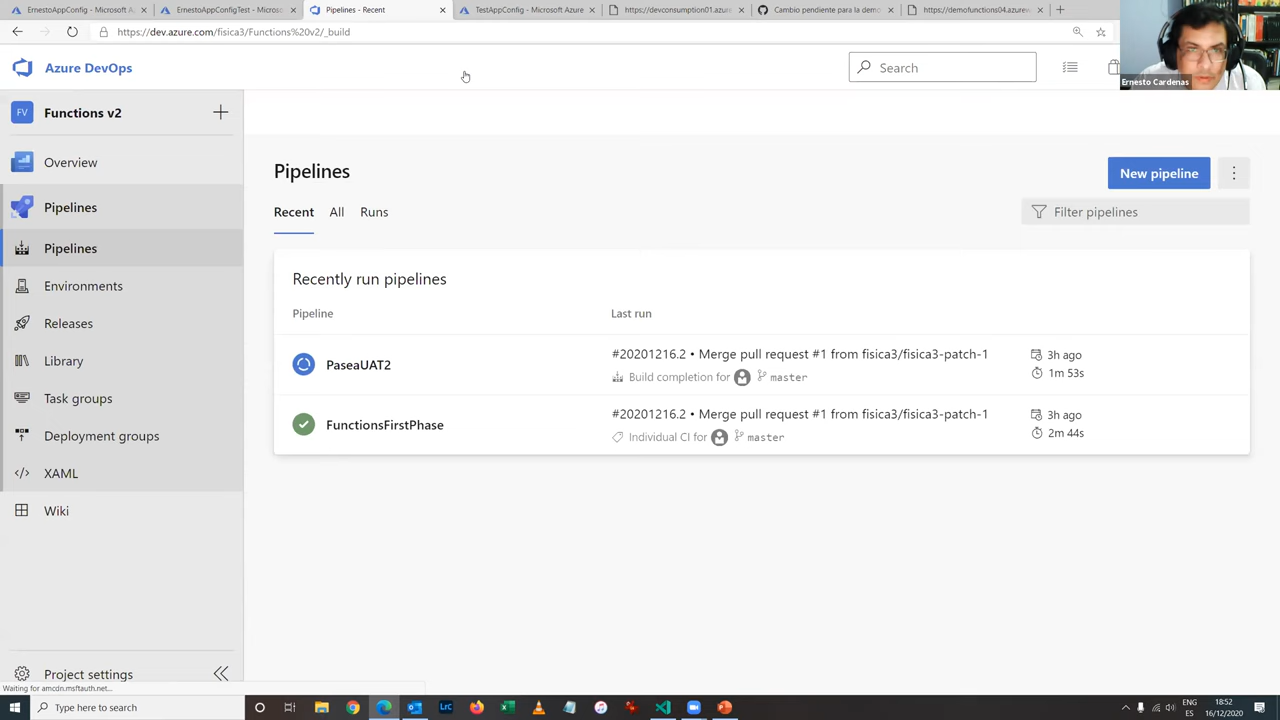 ErnestoAppConfig - Microsoft A
ErnestoAppConfigTest - Microsoft
Pipelines - Recent
TestAppConfig - Microsoft Azure
https://devconsumption01.azure
Cambio pendiente para la demo
https://demofunctions04.azurew
https://dev.azure.com/fisica3/Functions%20v2/_build
Azure DevOps
Search
Ernesto Cardenas
FV Functions v2
Overview
Pipelines
Pipelines
Environments
Releases
Library
Task groups
Deployment groups
XAML
Wiki
Project settings
Pipelines
New pipeline
Recent All Runs
Filter pipelines
Recently run pipelines
Pipeline Last run
PaseaUAT2
#20201216.2 • Merge pull request #1 from fisica3/fisica3-patch-1
3h ago
Build completion for master
1m 53s
FunctionsFirstPhase
#20201216.2 • Merge pull request #1 from fisica3/fisica3-patch-1
3h ago
Individual CI for master
2m 44s
Waiting for amcdn.msftauth.net...
Type here to search
LrC
ENG
ES
18:52
16/12/2020